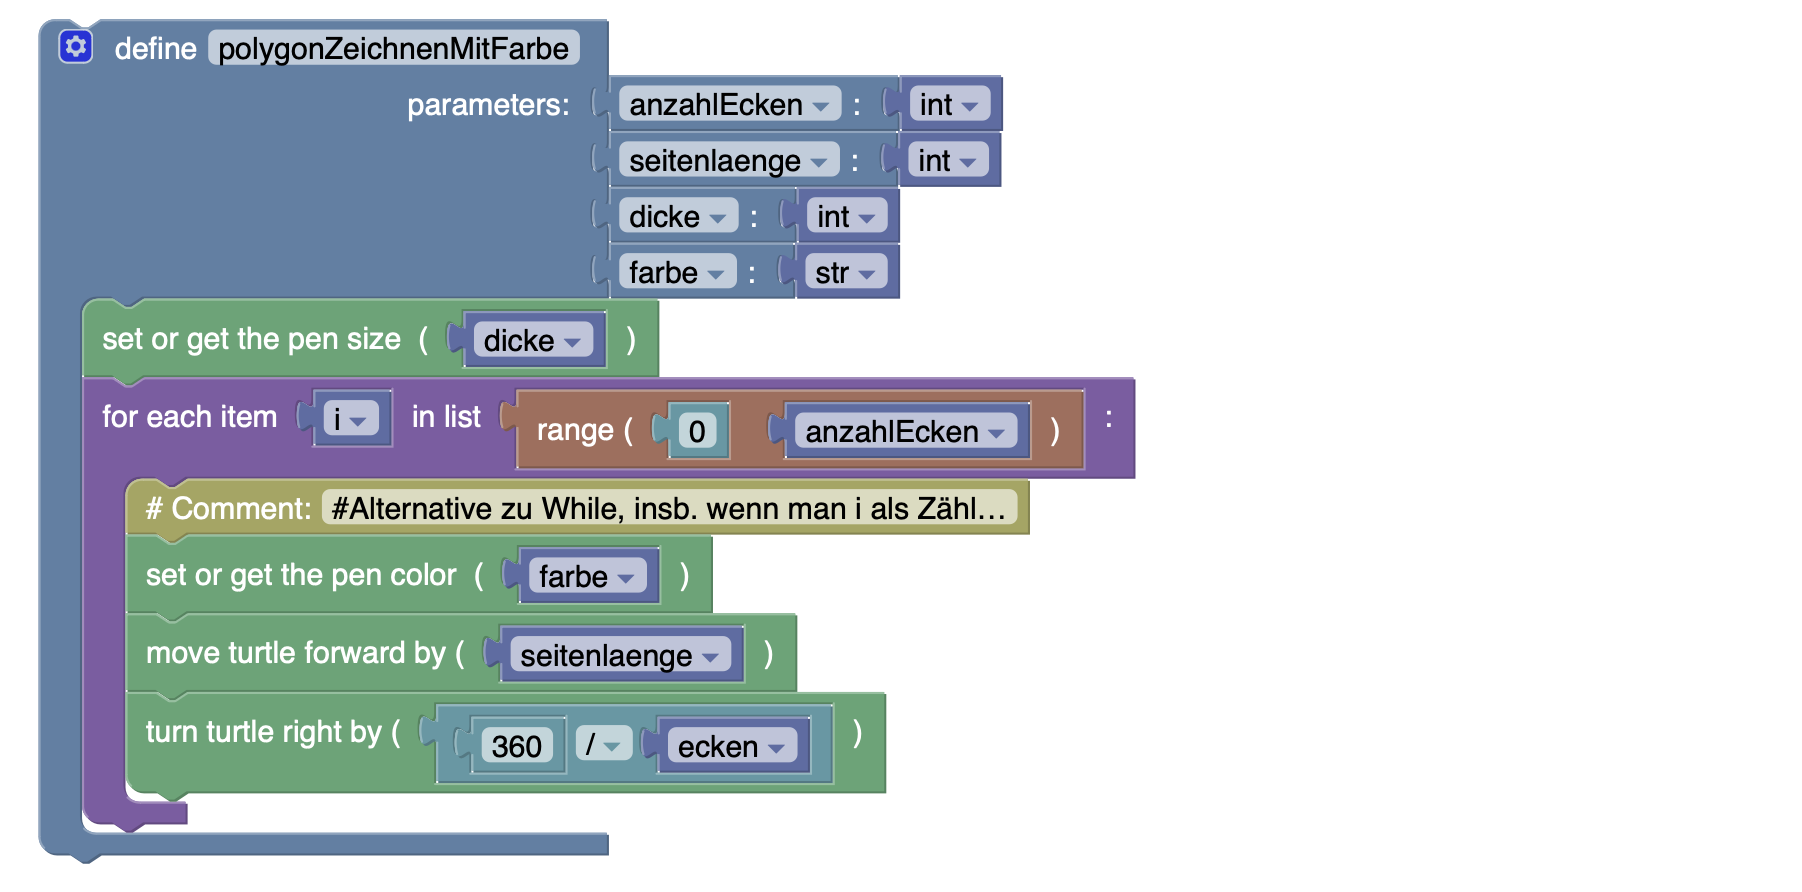 define polygonZeichnenMitFarbe
parameters: anzahlEcken : int
seitenlaenge : int
dicke : int
farbe : str
set or get the pen size ( dicke )
for each item i in list range ( 0 anzahlEcken ) :
# Comment: #Alternative zu While, insb. wenn man i als Zähl...
set or get the pen color ( farbe )
move turtle forward by ( seitenlaenge )
turn turtle right by ( 360 / ecken )